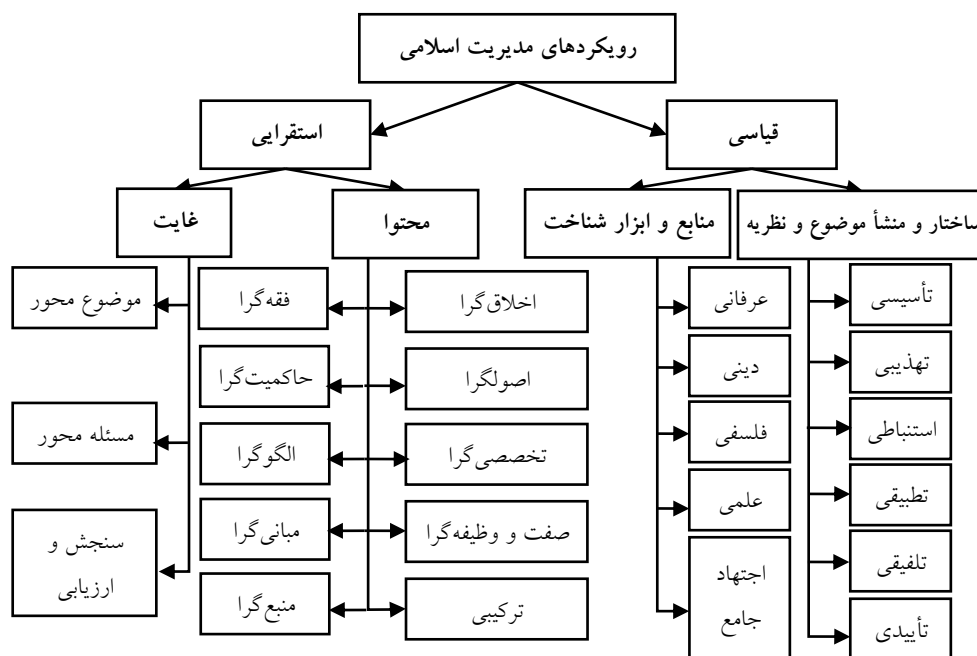 رویکردهای مدیریت اسلامی
قیاسی
استقرایی
ساختار و منشأ موضوع و نظریه
منابع و ابزار شناخت
محتوا
غایت
تأسیسی
تهذیبی
استنباطی
تطبیقی
تلفیقی
تأییدی
عرفانی
دینی
فلسفی
علمی
اجتهاد
جامع
اخلاق‌گرا
اصولگرا
تخصصی‌گرا
صفت و وظیفه‌گرا
ترکیبی
فقه‌گرا
حاکمیت‌گرا
الگوگرا
مبانی‌گرا
منبع‌گرا
موضوع محور
مسئله محور
سنجش و
ارزیابی